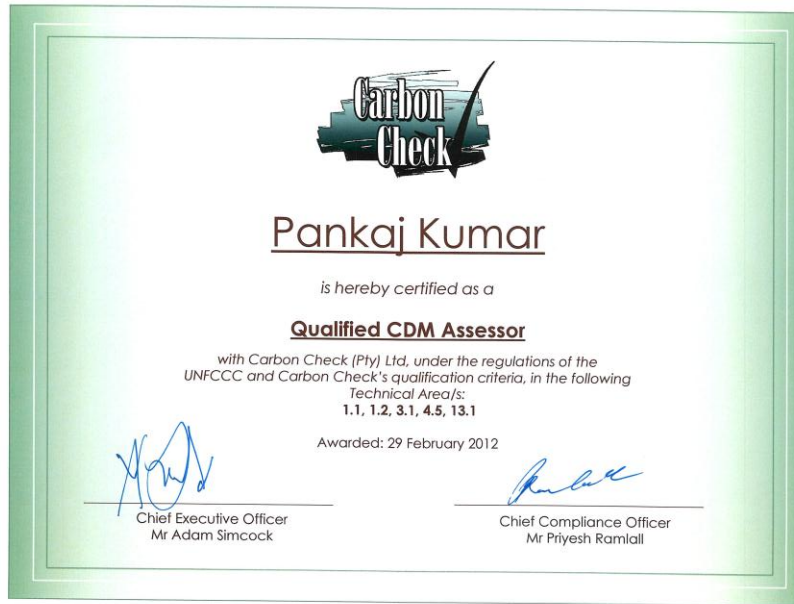 Carbon
Check
Pankaj Kumar
is hereby certified as a
Qualified CDM Assessor
with Carbon Check (Pty) Ltd, under the regulations of the
UNFCCC and Carbon Check's qualification criteria, in the following
Technical Area/s:
1.1, 1.2, 3.1, 4.5, 13.1
Awarded: 29 February 2012
Chief Executive Officer
Mr Adam Simcock
Chief Compliance Officer
Mr Priyesh Ramlall